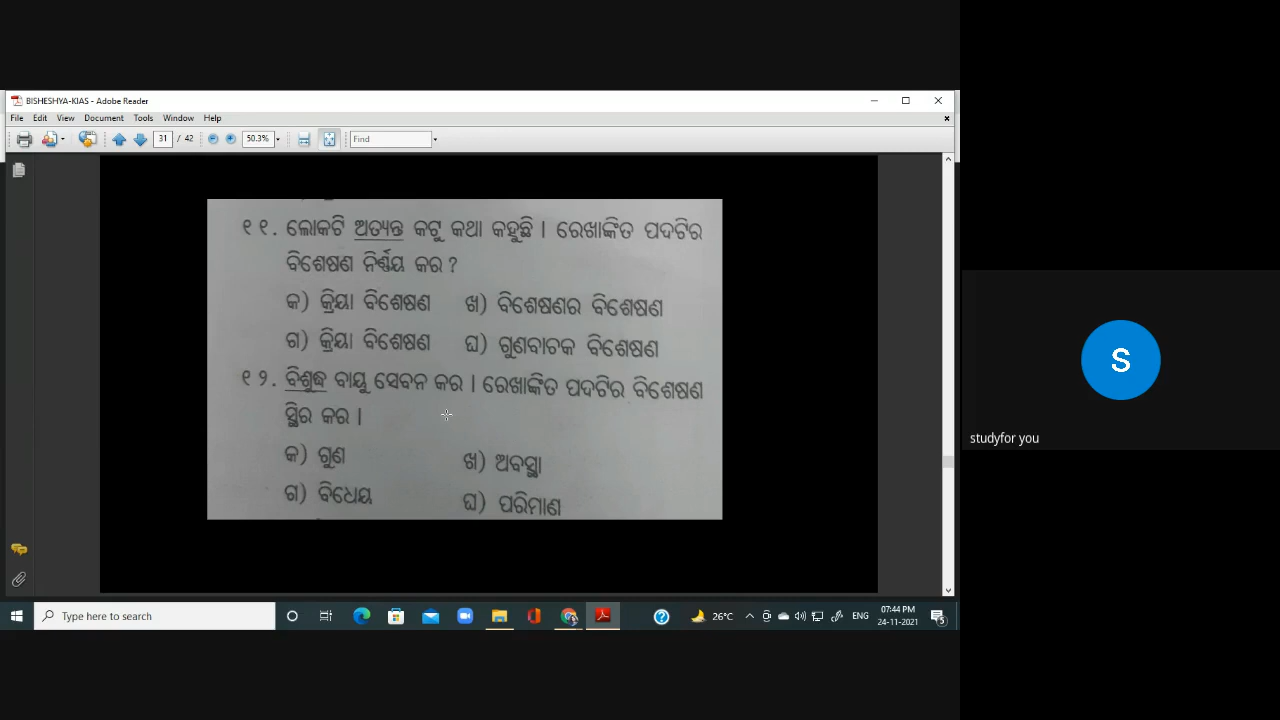 BISHESHYA-KIAS - Adobe Reader
File Edit View Document Tools Window Help
31 / 42 50.3% Find
୧୧. ଲୋକଟି ଅତ୍ୟନ୍ତ କଟୁ କଥା କହୁଛି । ରେଖାଙ୍କିତ ପଦଟିର
ବିଶେଷଣ ନିର୍ଣ୍ଣୟ କର ?
କ) କ୍ରିୟା ବିଶେଷଣ ଖ) ବିଶେଷଣର ବିଶେଷଣ
ଗ) କ୍ରିୟା ବିଶେଷଣ ଘ) ଗୁଣବାଚକ ବିଶେଷଣ
୧୨. ବିଶୁଦ୍ଧ ବାୟୁ ସେବନ କର । ରେଖାଙ୍କିତ ପଦଟିର ବିଶେଷଣ
ସ୍ଥିର କର ।
କ) ଗୁଣ ଖ) ଅବସ୍ଥା
ଗ) ବିଧେୟ ଘ) ପରିମାଣ
S
studyfor you
Type here to search
26°C ENG 07:44 PM
24-11-2021 5